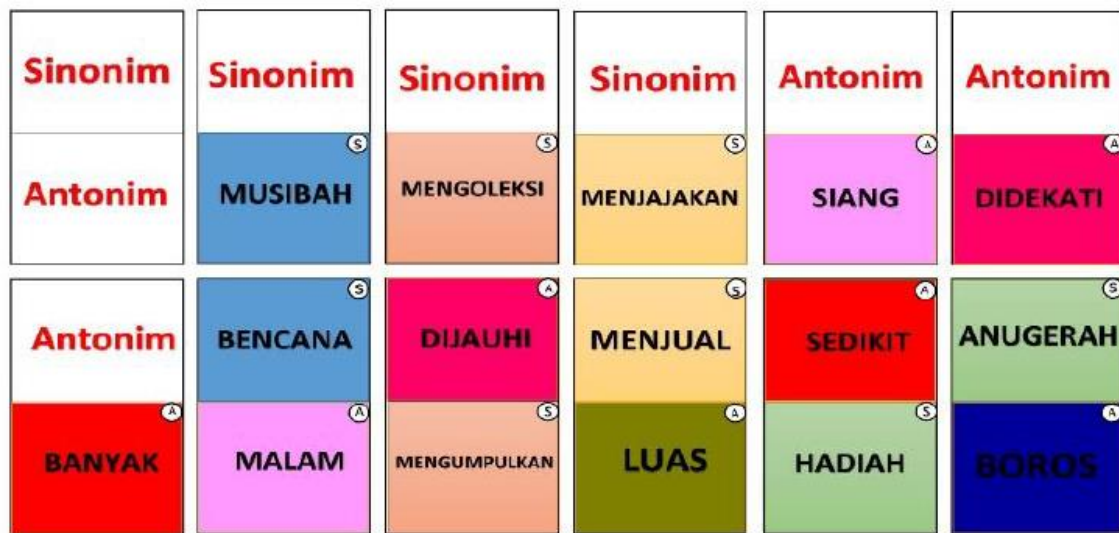 Sinonim
Antonim
Sinonim
S
MUSIBAH
Sinonim
S
MENGOLEKSI
Sinonim
S
MENJAJAKAN
Antonim
A
SIANG
Antonim
A
DIDEKATI
Antonim
A
BANYAK
S
BENCANA
A
MALAM
A
DIJAUHI
S
MENGUMPULKAN
S
MENJUAL
A
LUAS
A
SEDIKIT
S
HADIAH
S
ANUGERAH
A
BOROS